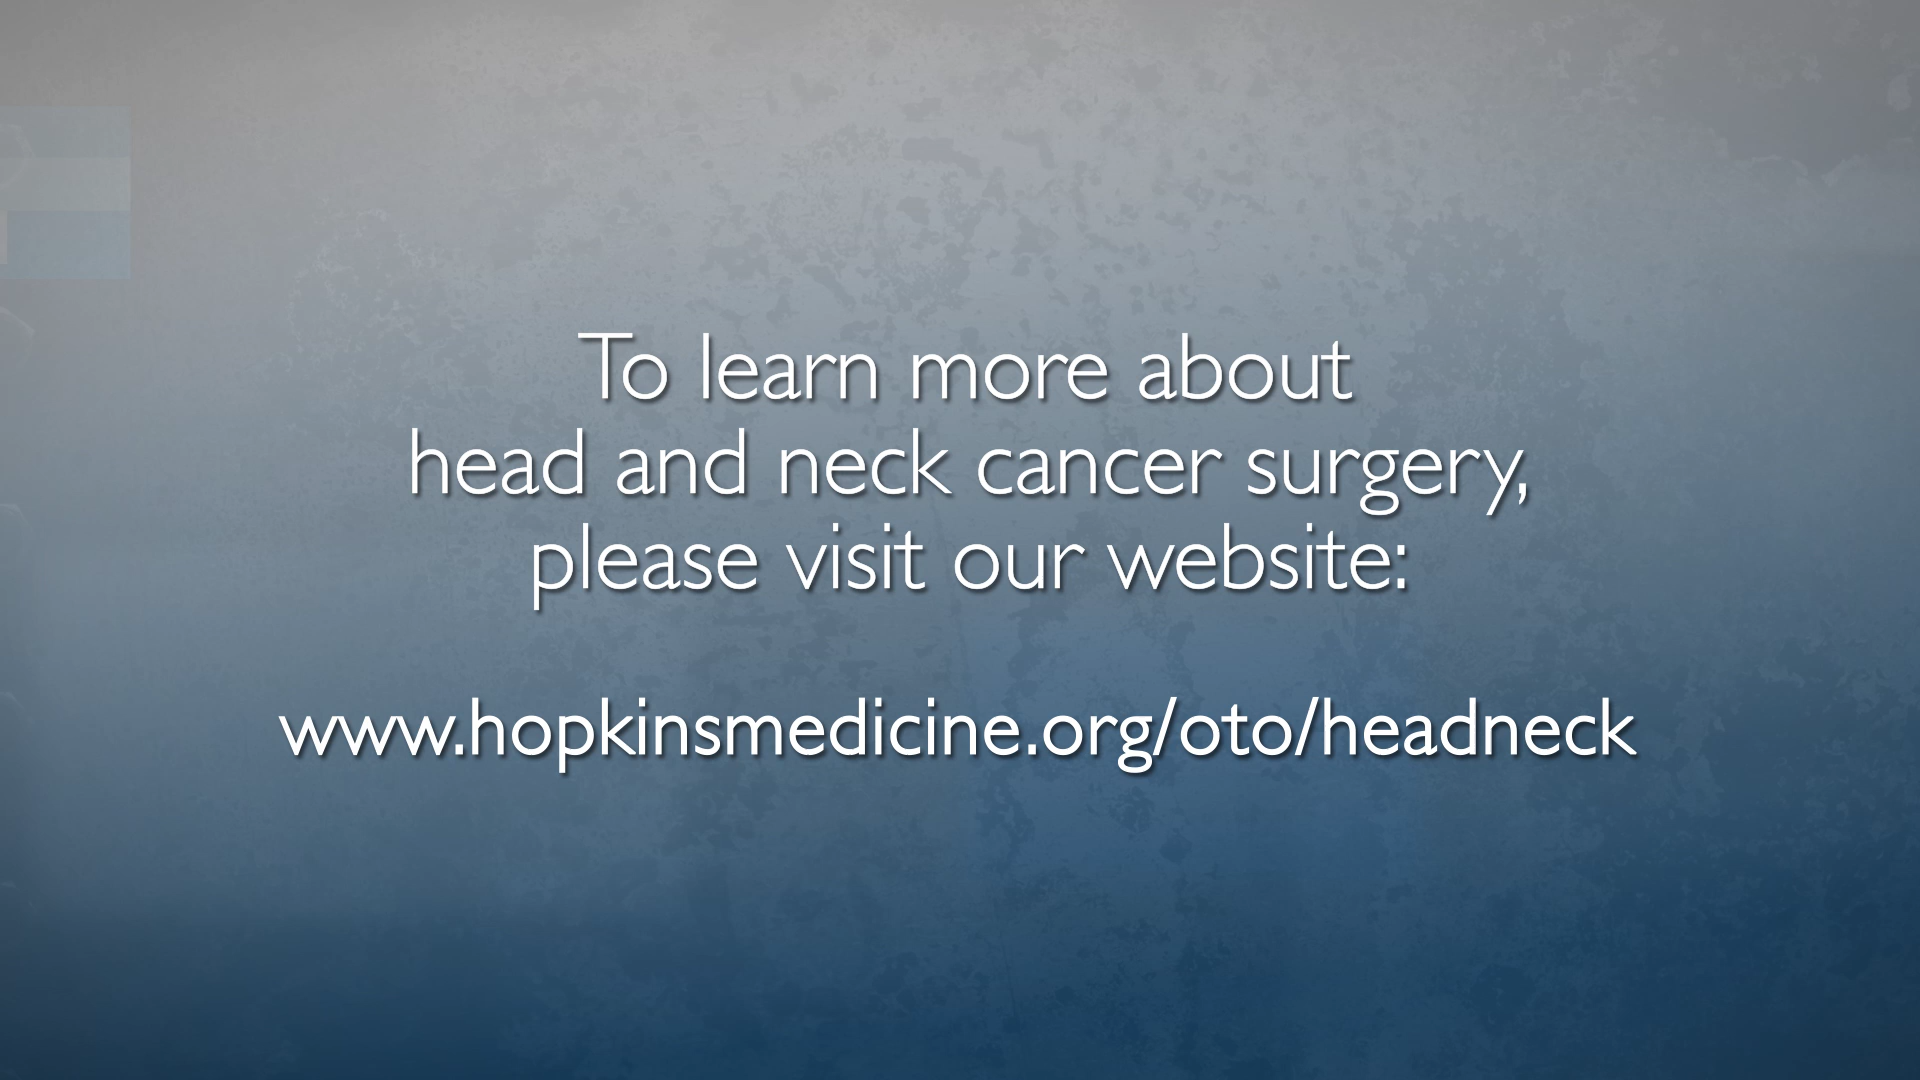 To learn more about
head and neck cancer surgery,
please visit our website:
www.hopkinsmedicine.org/oto/headneck